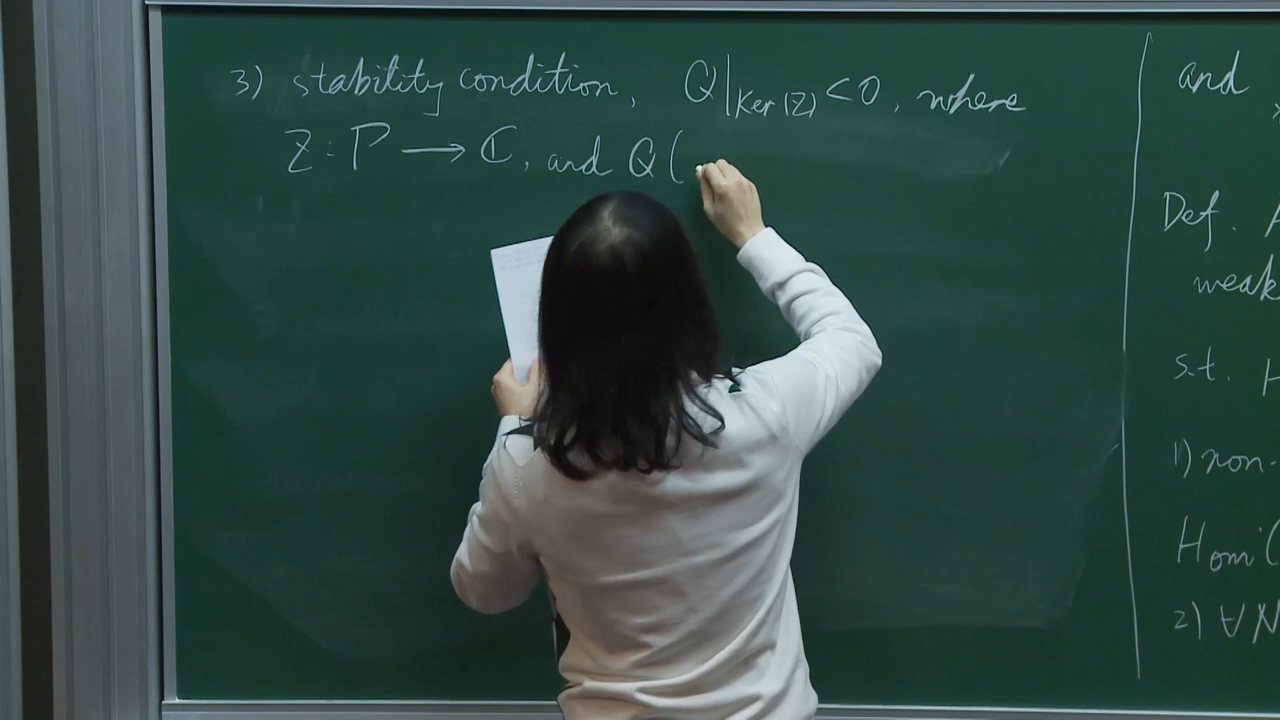 3) stability condition, Q|Ker(Z) < 0, where
Z: P ⟶ ℂ, and Q(
and
Def. A
weak
s.t. H
1) non-
Hom˙(
2) ∀N